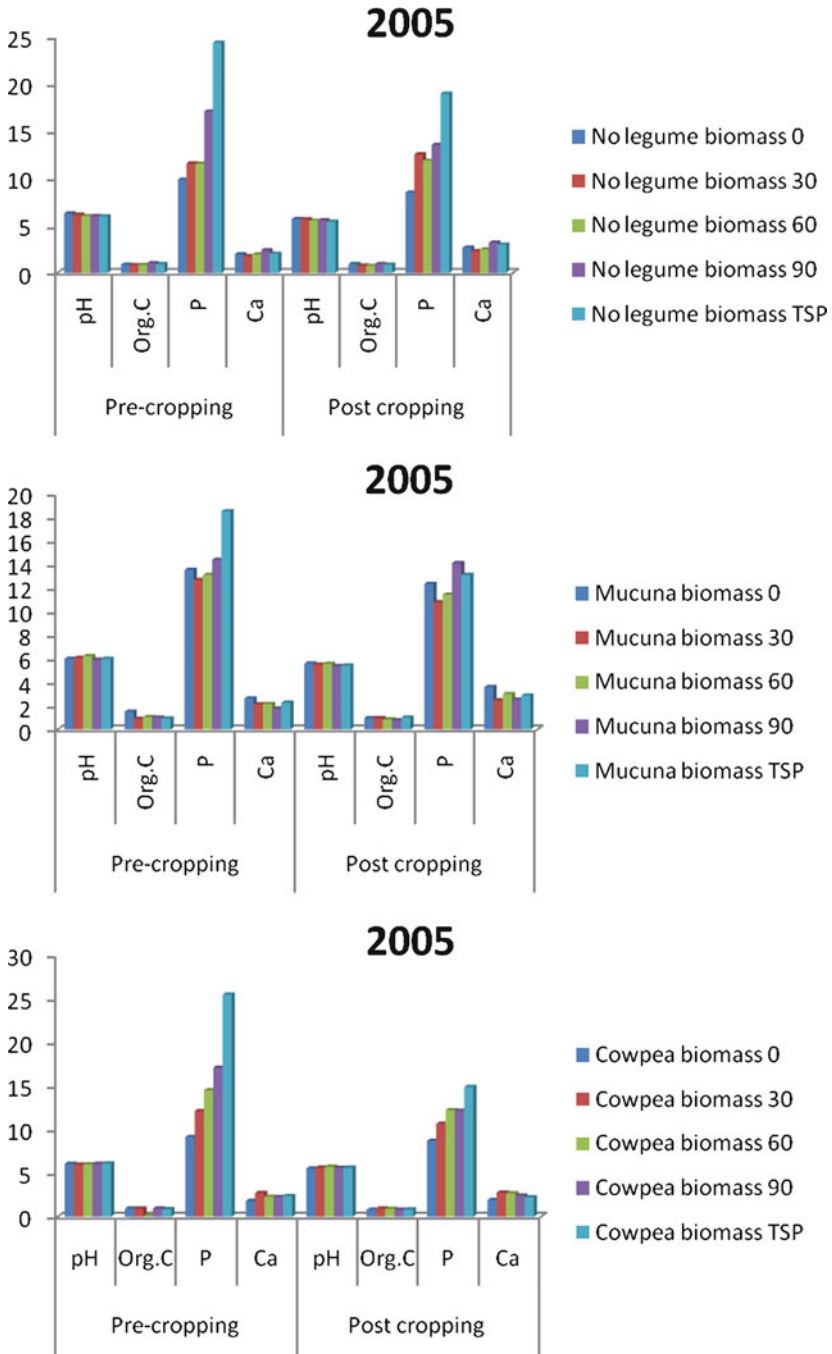 2005
25
20
15
10
5
0
pH
Org.C
P
Ca
pH
Org.C
P
Ca
Pre-cropping
Post cropping
No legume biomass 0
No legume biomass 30
No legume biomass 60
No legume biomass 90
No legume biomass TSP
2005
20
18
16
14
12
10
8
6
4
2
0
pH
Org.C
P
Ca
pH
Org.C
P
Ca
Pre-cropping
Post cropping
Mucuna biomass 0
Mucuna biomass 30
Mucuna biomass 60
Mucuna biomass 90
Mucuna biomass TSP
2005
30
25
20
15
10
5
0
pH
Org.C
P
Ca
pH
Org.C
P
Ca
Pre-cropping
Post cropping
Cowpea biomass 0
Cowpea biomass 30
Cowpea biomass 60
Cowpea biomass 90
Cowpea biomass TSP